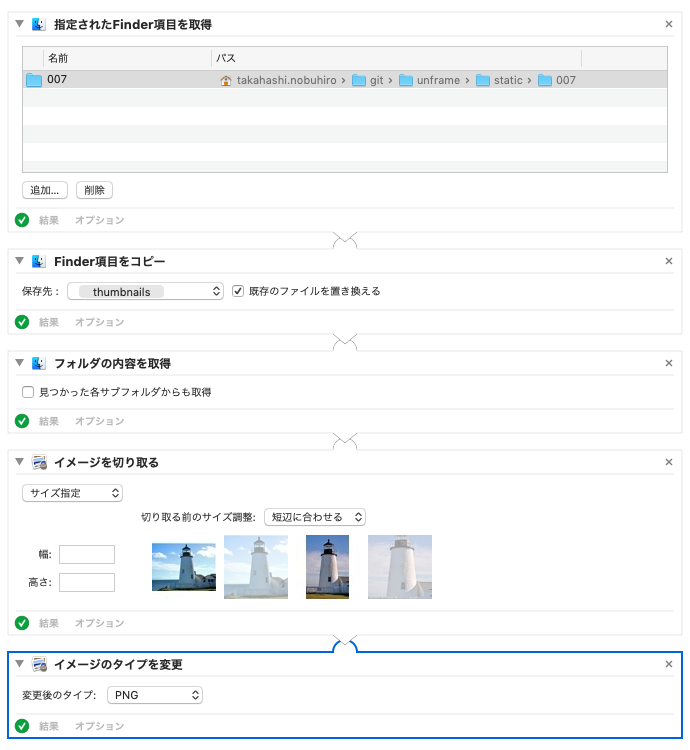 指定されたFinder項目を取得
名前 パス
007 takahashi.nobuhiro › git › unframe › static › 007
追加... 削除
結果 オプション
Finder項目をコピー
保存先： thumbnails 既存のファイルを置き換える
結果 オプション
フォルダの内容を取得
見つかった各サブフォルダからも取得
結果 オプション
イメージを切り取る
サイズ指定
切り取る前のサイズ調整: 短辺に合わせる
幅:
高さ:
結果 オプション
イメージのタイプを変更
変更後のタイプ: PNG
結果 オプション